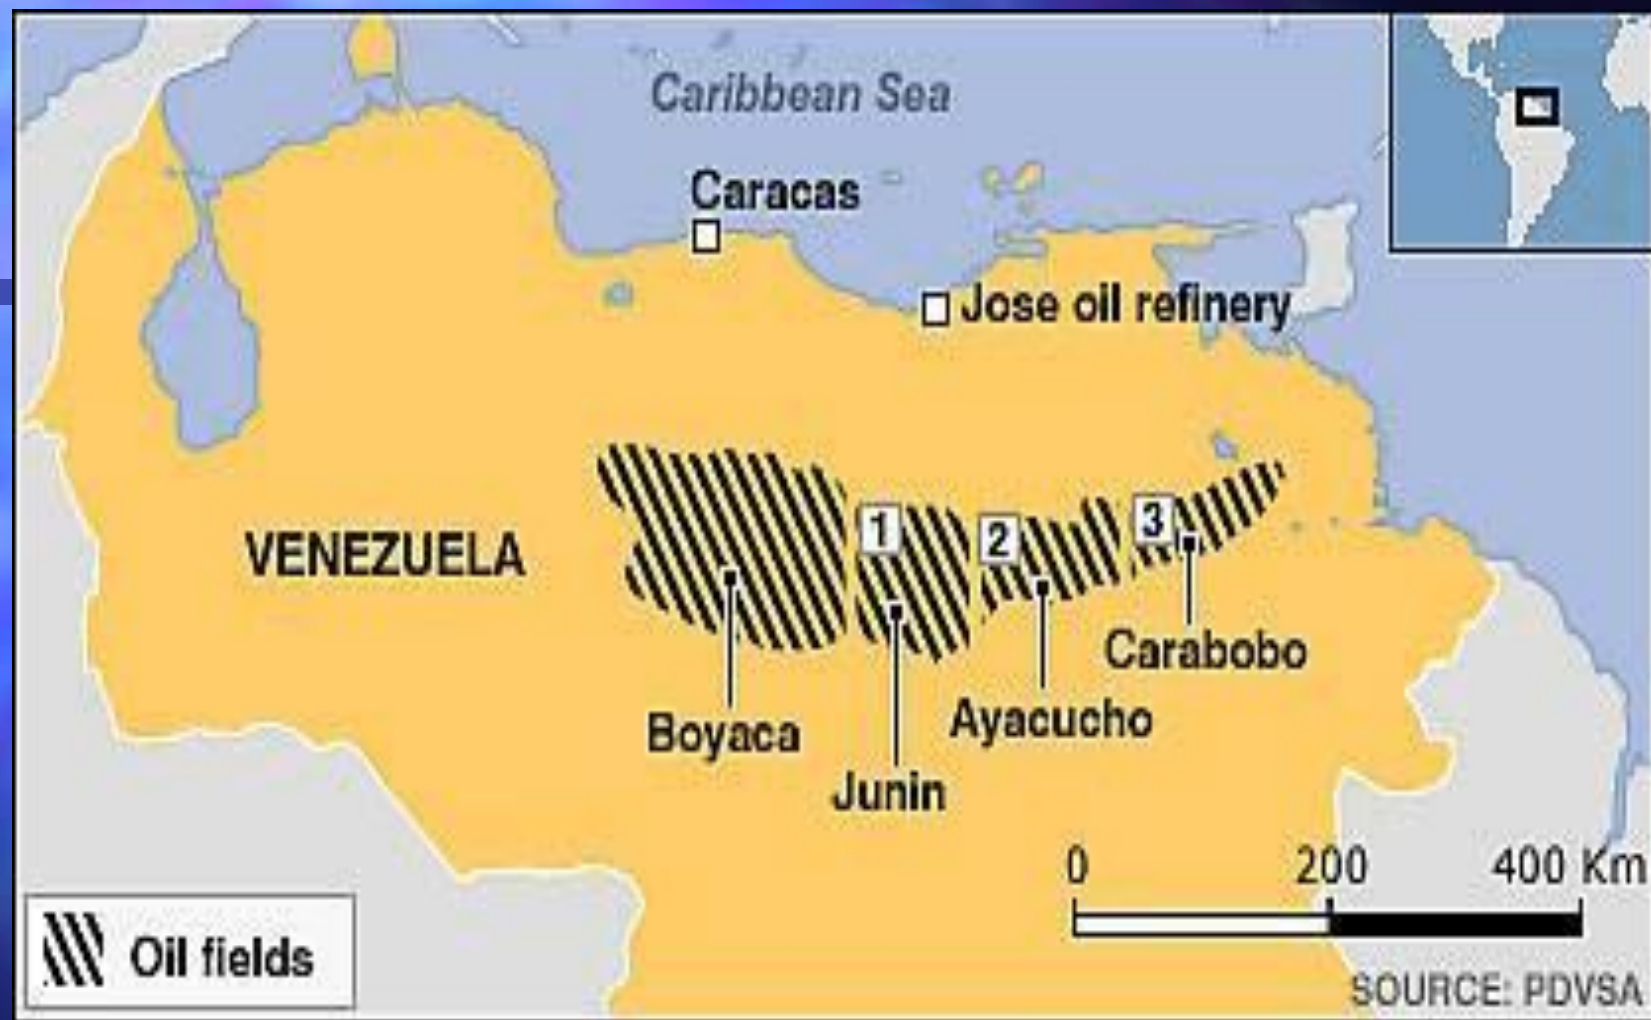 Caribbean Sea
Caracas
Jose oil refinery
VENEZUELA
1
2
3
Carabobo
Ayacucho
Boyaca
Junin
0 200 400 Km
Oil fields
SOURCE: PDVSA